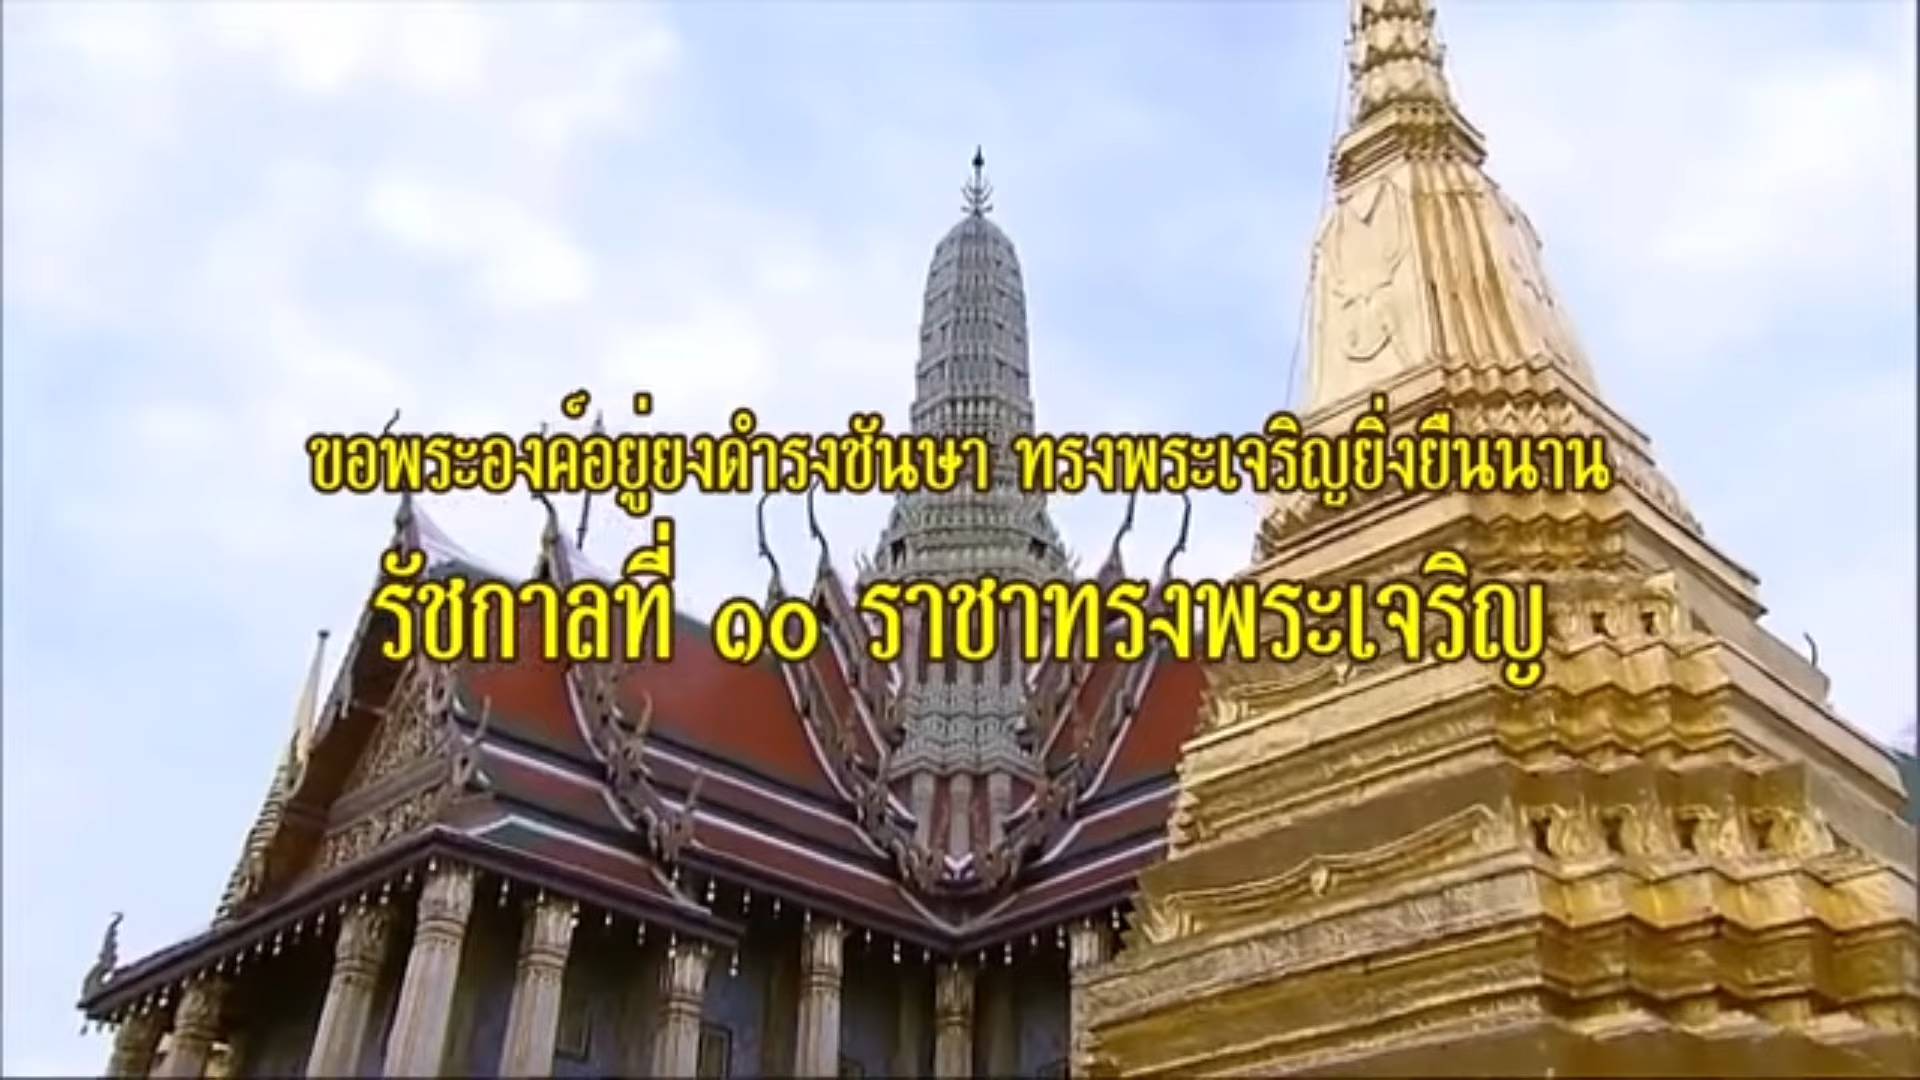 ขอพระองค์อยู่ยงดำรงชันษา ทรงพระเจริญยิ่งยืนนาน
รัชกาลที่ ๑๐ ราชาทรงพระเจริญ